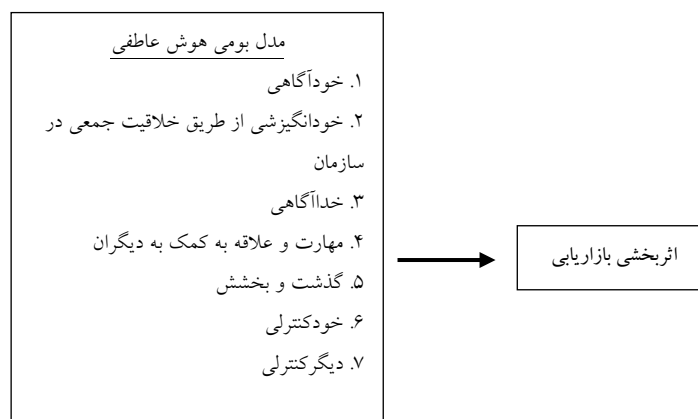 مدل بومی هوش عاطفی
۱. خودآگاهی
۲. خودانگیزشی از طریق خلاقیت جمعی در
سازمان
۳. خداآگاهی
۴. مهارت و علاقه به کمک به دیگران
۵. گذشت و بخشش
۶. خودکنترلی
۷. دیگرکنترلی
اثربخشی بازاریابی